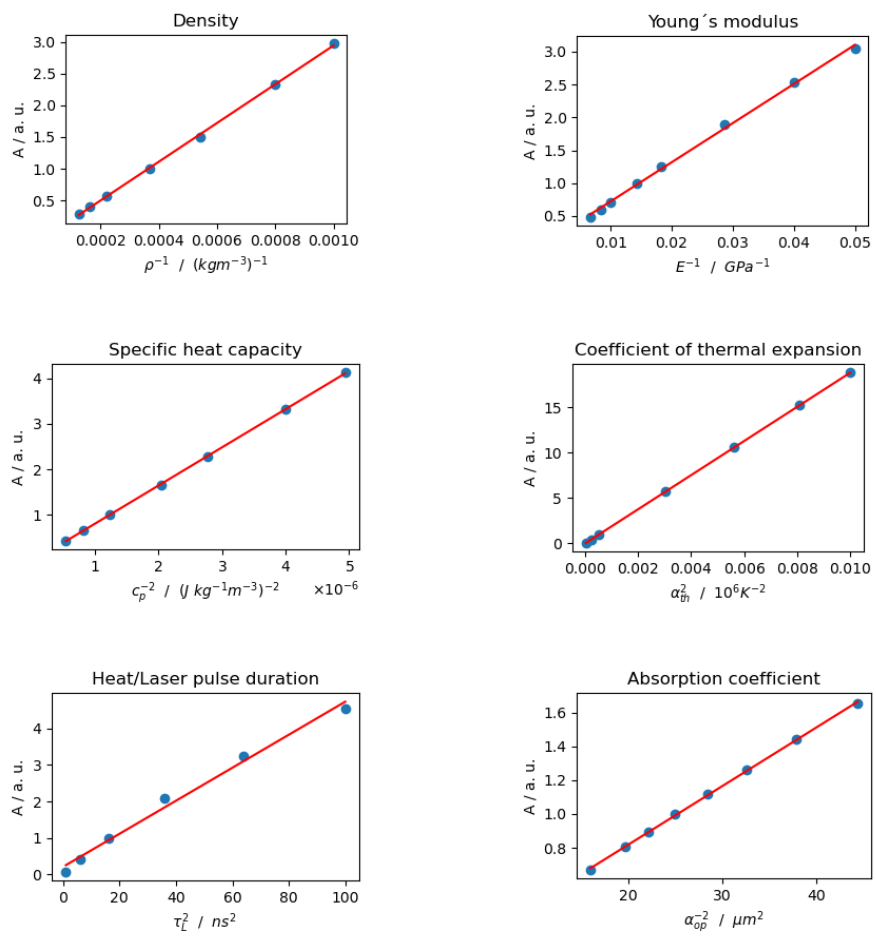 Density
A / a. u.
3.0
2.5
2.0
1.5
1.0
0.5
0.0002 0.0004 0.0006 0.0008 0.0010
ρ⁻¹ / (kgm⁻³)⁻¹
Young´s modulus
A / a. u.
3.0
2.5
2.0
1.5
1.0
0.5
0.01 0.02 0.03 0.04 0.05
E⁻¹ / GPa⁻¹
Specific heat capacity
A / a. u.
4
3
2
1
1 2 3 4 5
×10⁻⁶
c_p⁻² / (J kg⁻¹m⁻³)⁻²
Coefficient of thermal expansion
A / a. u.
15
10
5
0
0.000 0.002 0.004 0.006 0.008 0.010
α_th² / 10⁶K⁻²
Heat/Laser pulse duration
A / a. u.
4
3
2
1
0
0 20 40 60 80 100
τ_L² / ns²
Absorption coefficient
A / a. u.
1.6
1.4
1.2
1.0
0.8
20 30 40
α_op⁻² / μm²